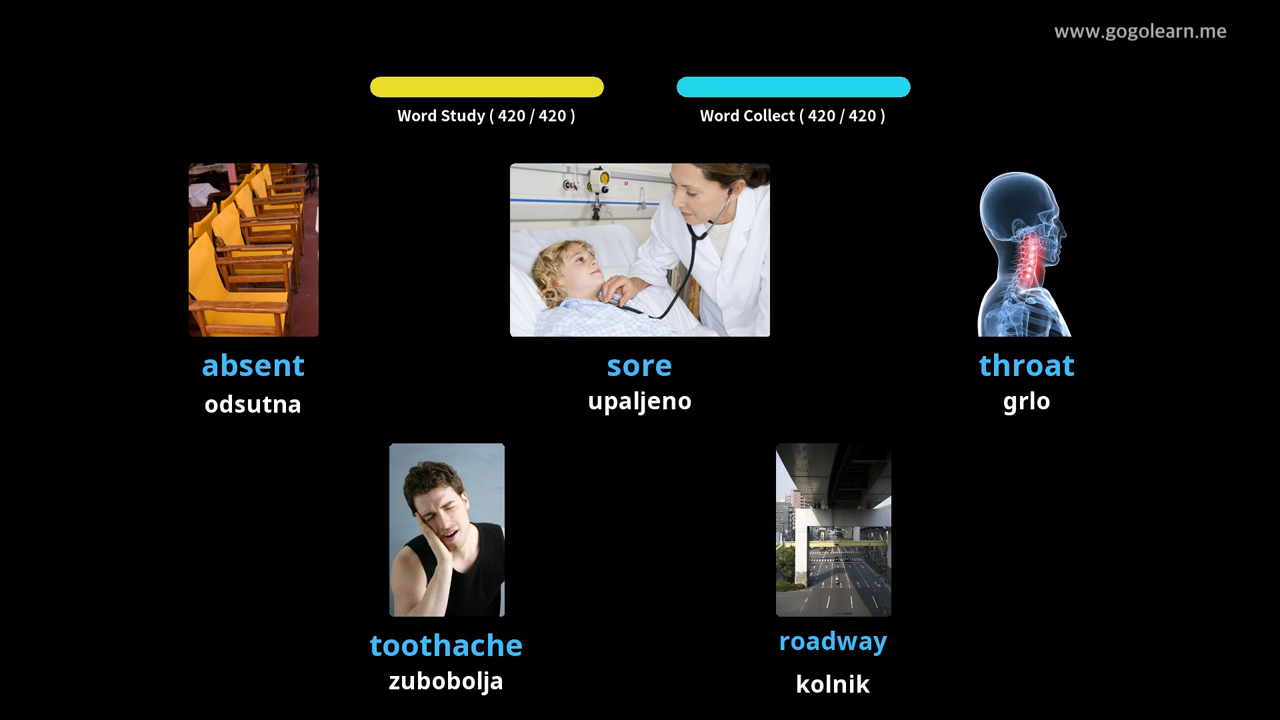 www.gogolearn.me
Word Study ( 420 / 420 )
Word Collect ( 420 / 420 )
absent
odsutna
sore
upaljeno
throat
grlo
toothache
zubobolja
roadway
kolnik